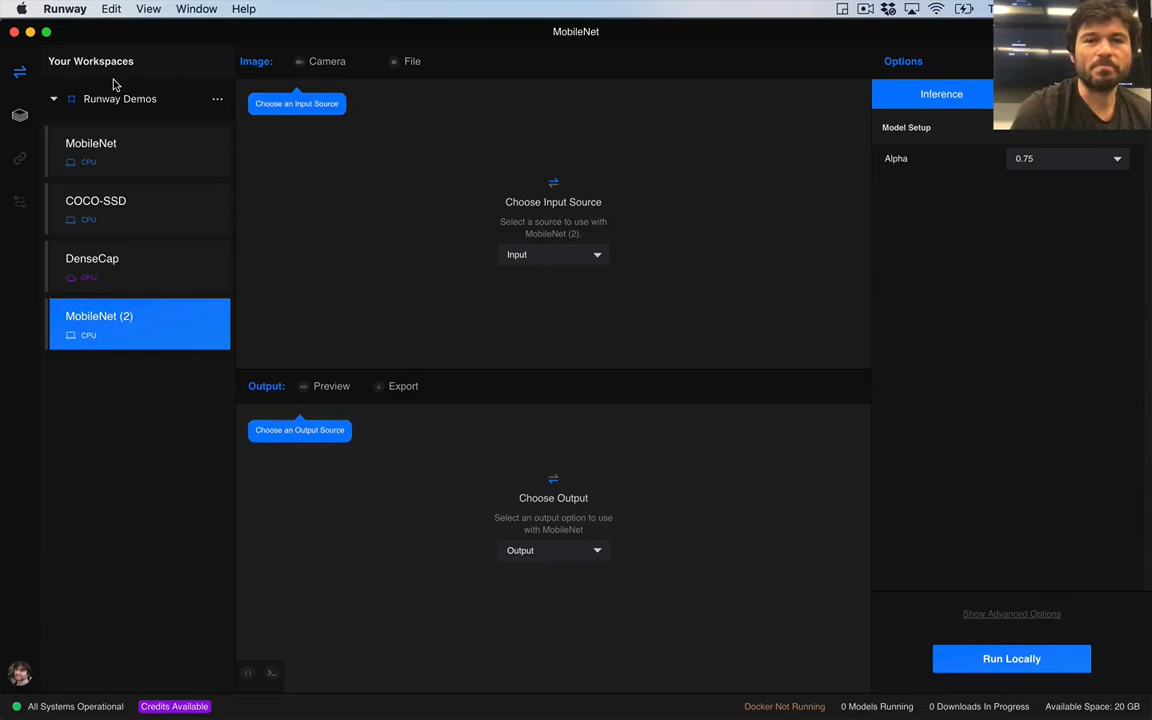 Runway Edit View Window Help
MobileNet
Your Workspaces
Runway Demos
MobileNet
CPU
COCO-SSD
CPU
DenseCap
GPU
MobileNet (2)
CPU
Image: Camera File
Choose an Input Source
Choose Input Source
Select a source to use with
MobileNet (2).
Input
Output: Preview Export
Choose an Output Source
Choose Output
Select an output option to use
with MobileNet
Output
Options
Inference
Model Setup
Alpha 0.75
Show Advanced Options
Run Locally
All Systems Operational Credits Available Docker Not Running 0 Models Running 0 Downloads In Progress Available Space: 20 GB